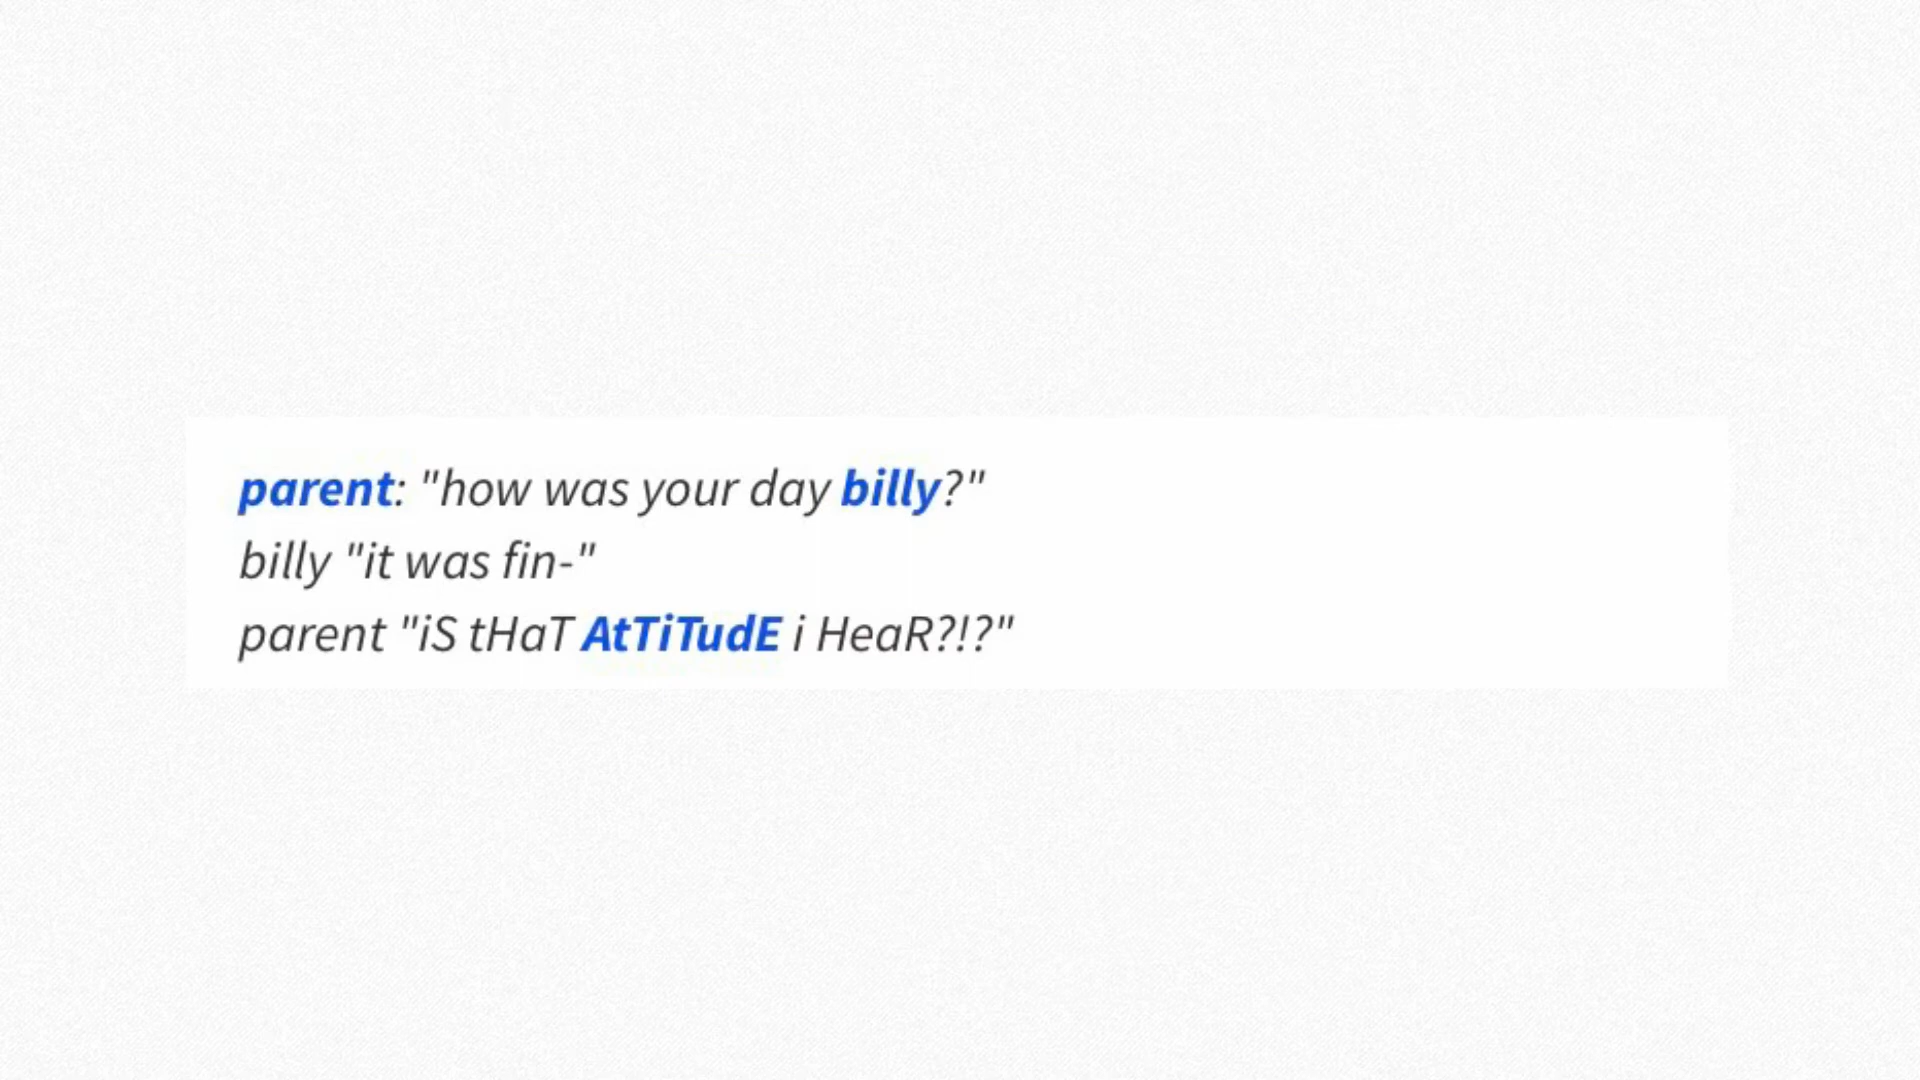 parent: "how was your day billy?"
billy "it was fin-"
parent "iS tHaT AtTiTudE i HeaR?!?"